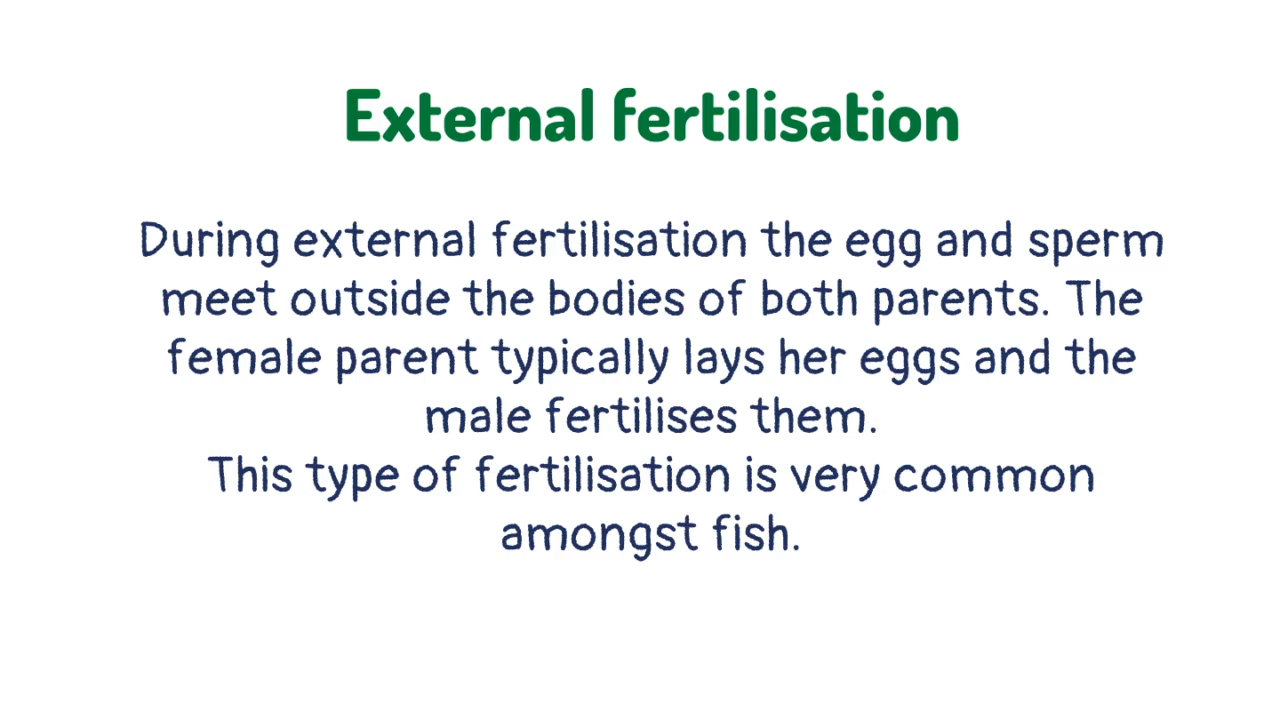 External fertilisation
During external fertilisation the egg and sperm
meet outside the bodies of both parents. The
female parent typically lays her eggs and the
male fertilises them.
This type of fertilisation is very common
amongst fish.